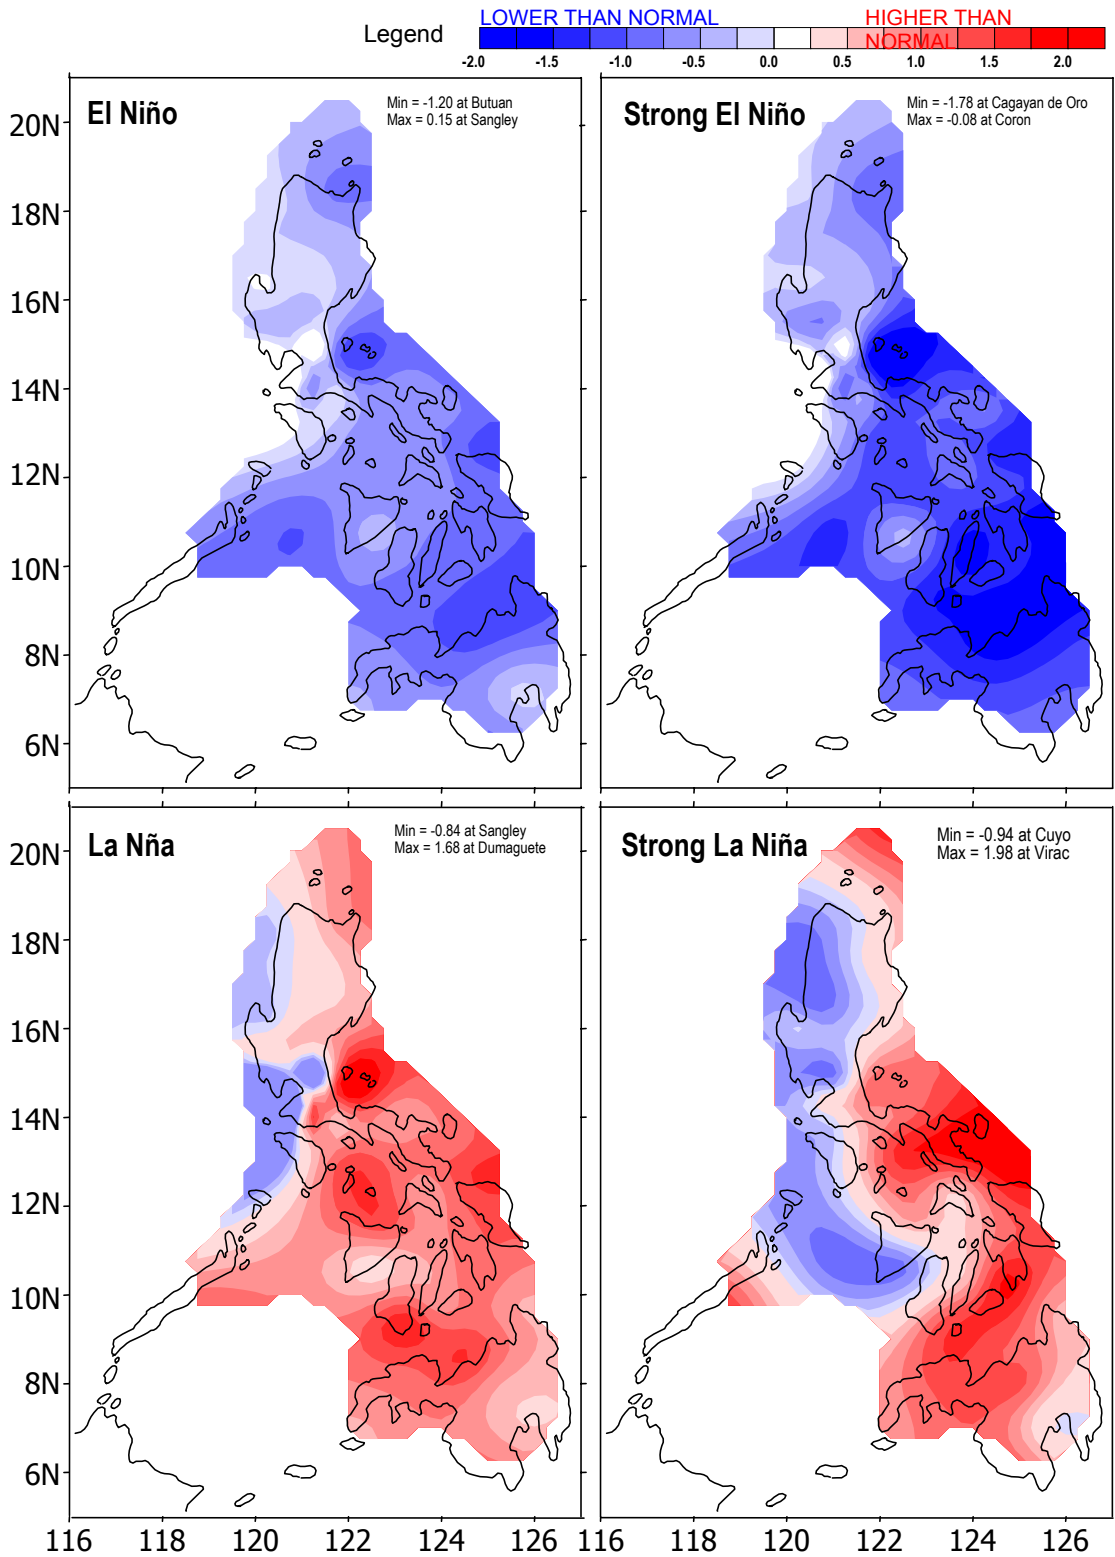 Legend
LOWER THAN NORMAL
HIGHER THAN
NORMAL
-2.0 -1.5 -1.0 -0.5 0.0 0.5 1.0 1.5 2.0
El Niño
Min = -1.20 at Butuan
Max = 0.15 at Sangley
Strong El Niño
Min = -1.78 at Cagayan de Oro
Max = -0.08 at Coron
20N
18N
16N
14N
12N
10N
8N
6N
La Nña
Min = -0.84 at Sangley
Max = 1.68 at Dumaguete
Strong La Niña
Min = -0.94 at Cuyo
Max = 1.98 at Virac
20N
18N
16N
14N
12N
10N
8N
6N
116 118 120 122 124 126 116 118 120 122 124 126